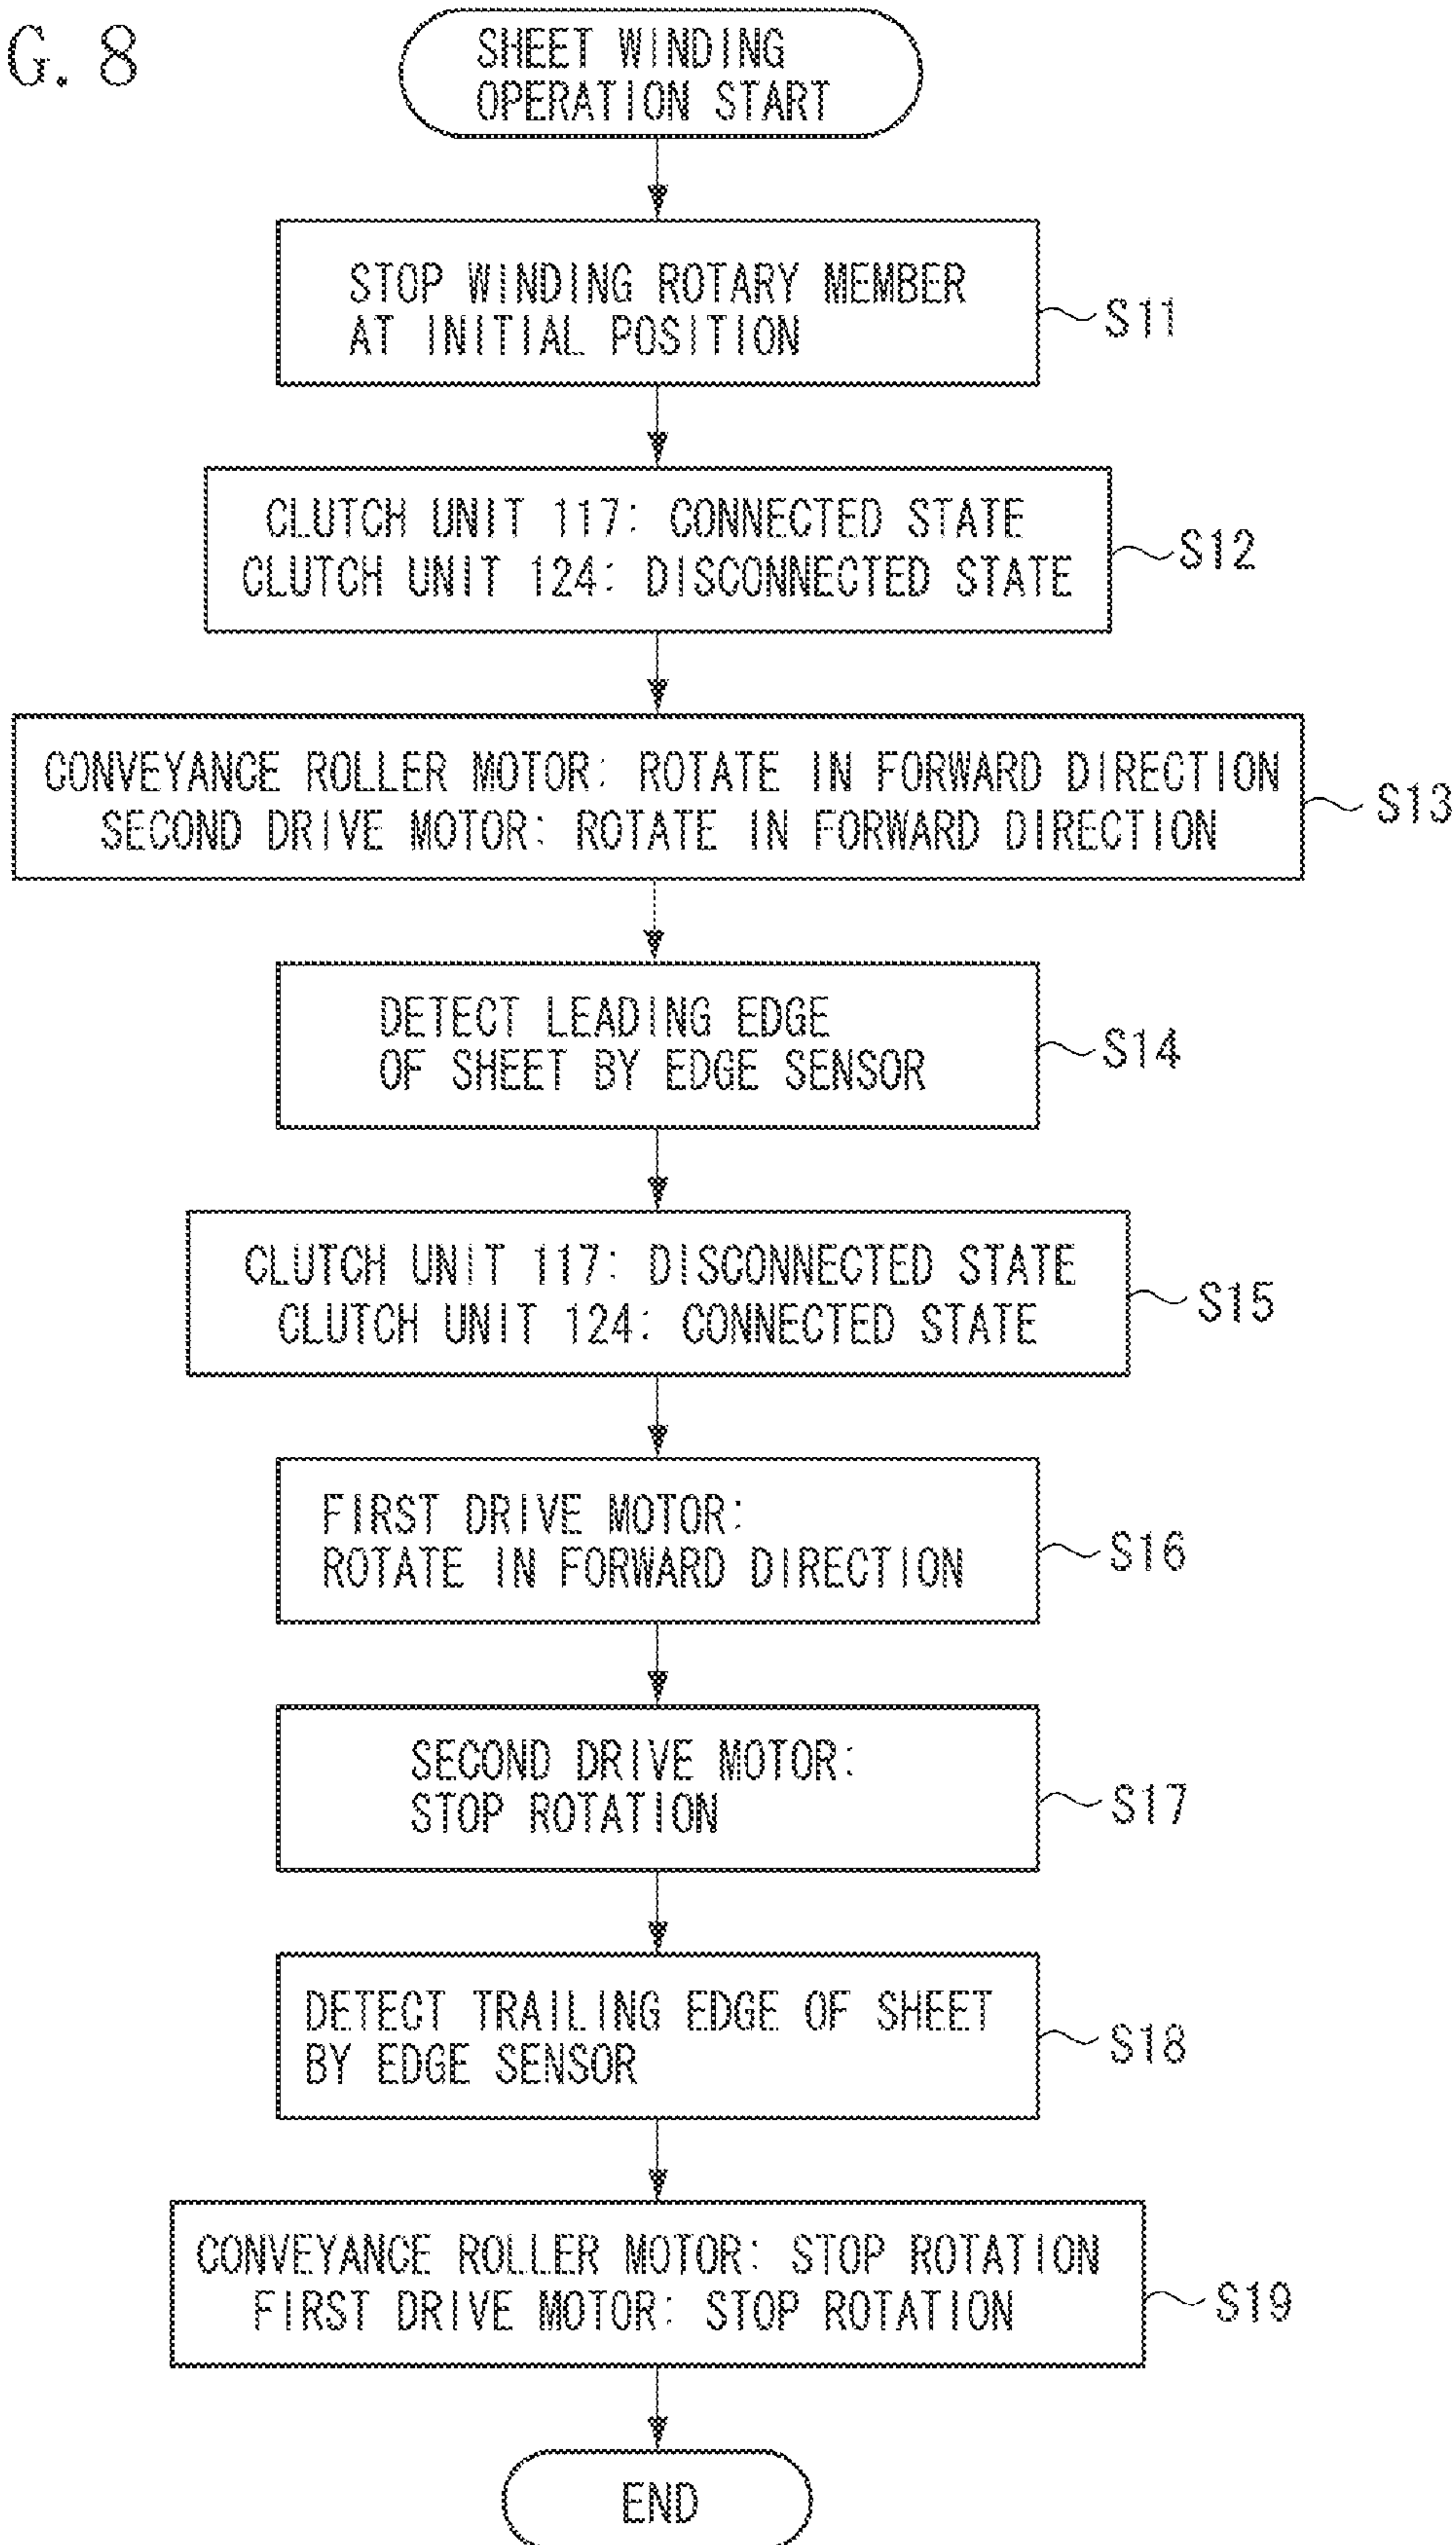 G. 8
SHEET WINDING
OPERATION START
STOP WINDING ROTARY MEMBER
AT INITIAL POSITION
S11
CLUTCH UNIT 117: CONNECTED STATE
CLUTCH UNIT 124: DISCONNECTED STATE
S12
CONVEYANCE ROLLER MOTOR: ROTATE IN FORWARD DIRECTION
SECOND DRIVE MOTOR: ROTATE IN FORWARD DIRECTION
S13
DETECT LEADING EDGE
OF SHEET BY EDGE SENSOR
S14
CLUTCH UNIT 117: DISCONNECTED STATE
CLUTCH UNIT 124: CONNECTED STATE
S15
FIRST DRIVE MOTOR:
ROTATE IN FORWARD DIRECTION
S16
SECOND DRIVE MOTOR:
STOP ROTATION
S17
DETECT TRAILING EDGE OF SHEET
BY EDGE SENSOR
S18
CONVEYANCE ROLLER MOTOR: STOP ROTATION
FIRST DRIVE MOTOR: STOP ROTATION
S19
END